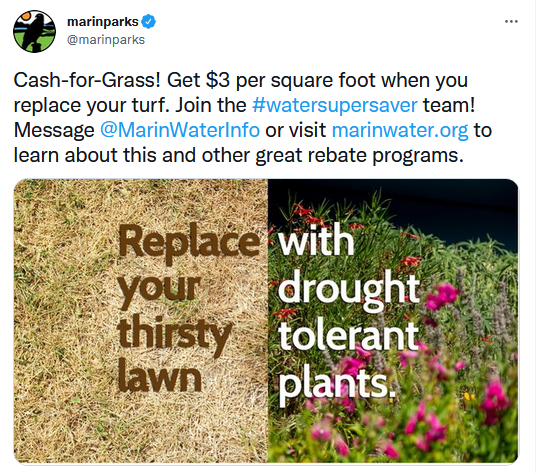 marinparks
@marinparks
Cash-for-Grass! Get $3 per square foot when you
replace your turf. Join the #watersupersaver team!
Message @MarinWaterInfo or visit marinwater.org to
learn about this and other great rebate programs.
Replace with
your drought
thirsty tolerant
lawn plants.